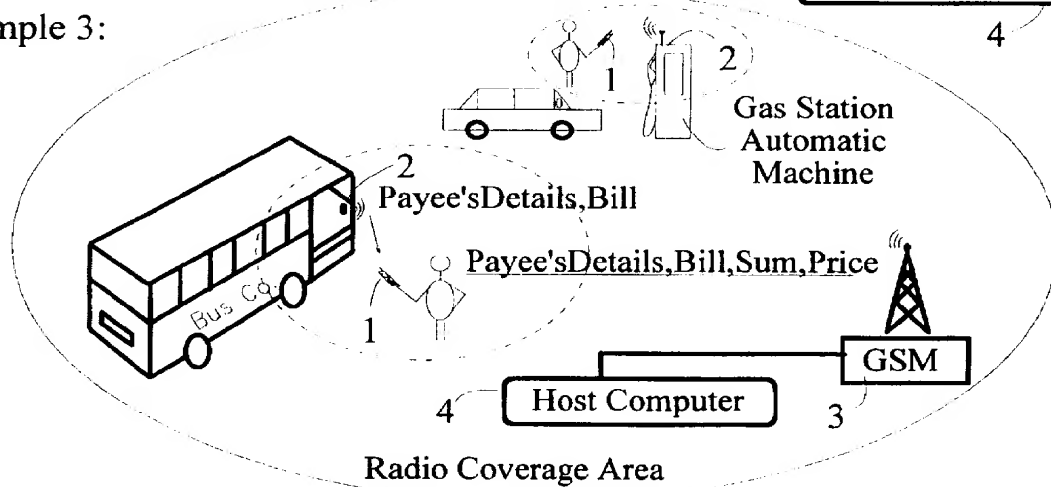 4
mple 3:
1
2
Gas Station
Automatic
Machine
2
Payee'sDetails,Bill
Payee'sDetails,Bill,Sum,Price
Bus Co.
1
GSM
3
4
Host Computer
Radio Coverage Area